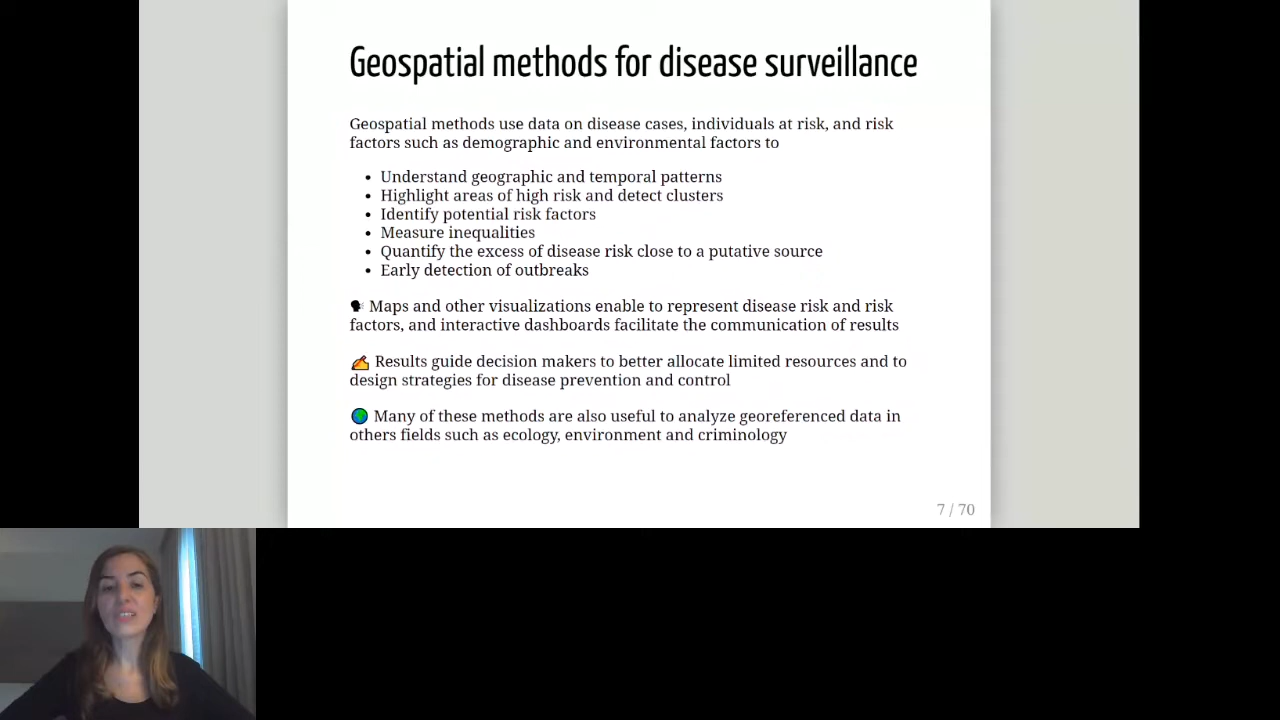 Geospatial methods for disease surveillance
Geospatial methods use data on disease cases, individuals at risk, and risk
factors such as demographic and environmental factors to
• Understand geographic and temporal patterns
• Highlight areas of high risk and detect clusters
• Identify potential risk factors
• Measure inequalities
• Quantify the excess of disease risk close to a putative source
• Early detection of outbreaks
🗣 Maps and other visualizations enable to represent disease risk and risk
factors, and interactive dashboards facilitate the communication of results
✍ Results guide decision makers to better allocate limited resources and to
design strategies for disease prevention and control
🌍 Many of these methods are also useful to analyze georeferenced data in
others fields such as ecology, environment and criminology
7 / 70